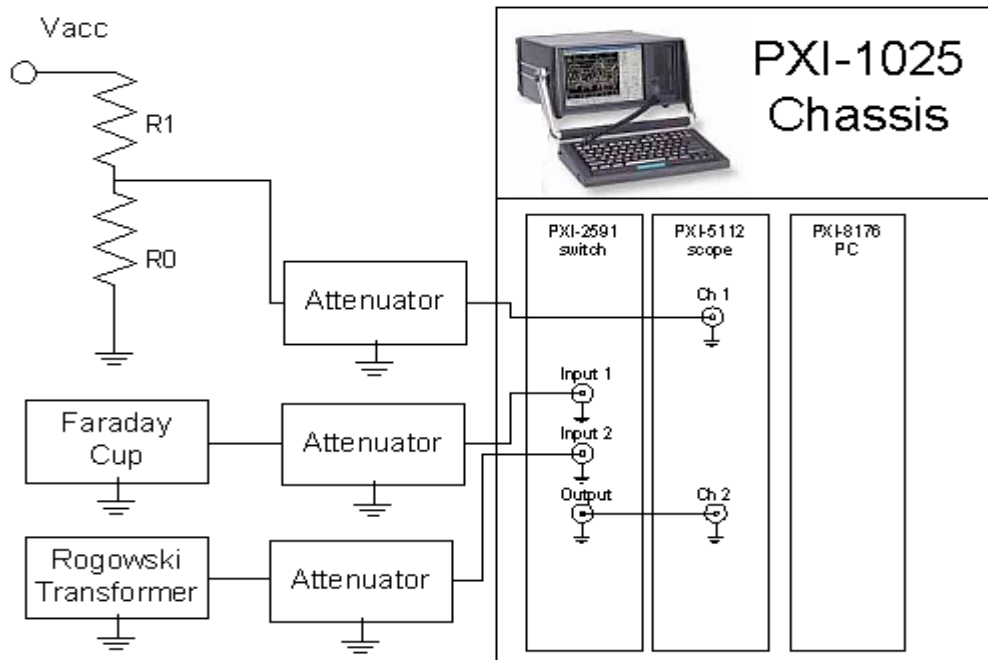 Vacc
R1
R0
Attenuator
Faraday
Cup
Attenuator
Rogowski
Transformer
Attenuator
PXI-1025
Chassis
PXI-2591
switch
Input 1
Input 2
Output
PXI-5112
scope
Ch 1
Ch 2
PXI-8176
PC